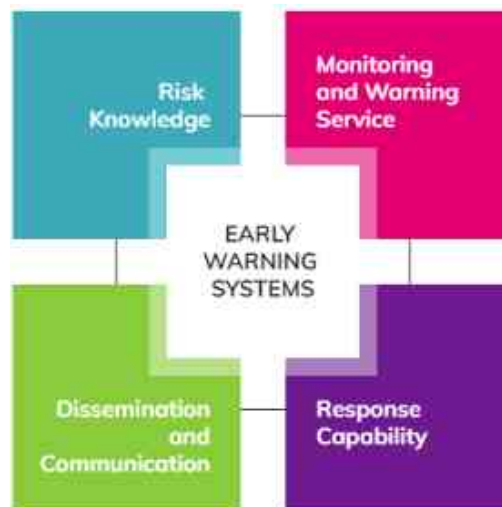 Risk
Knowledge
Monitoring
and Warning
Service
EARLY
WARNING
SYSTEMS
Dissemination
and
Communication
Response
Capability